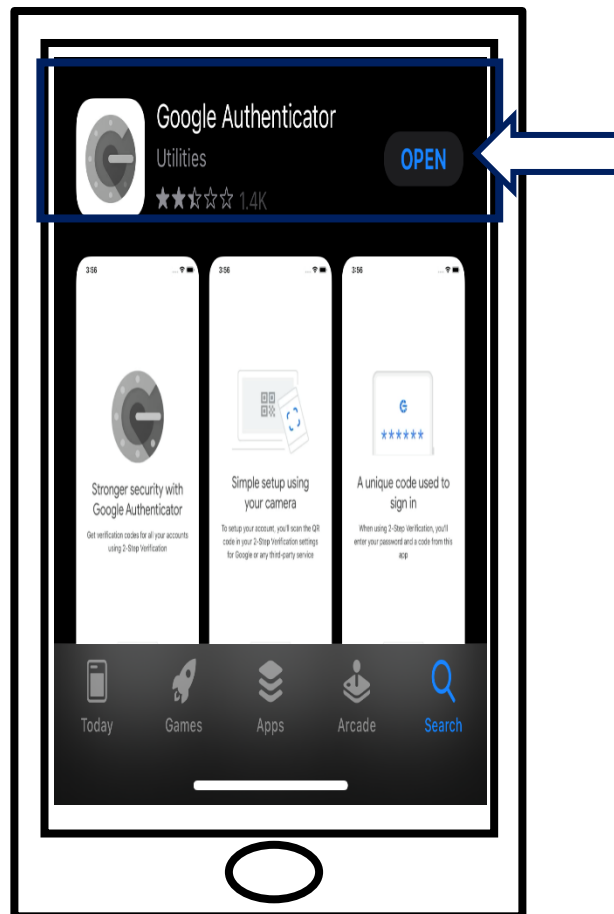 Google Authenticator
Utilities
OPEN
1.4K
3:56
3:56
3:56
Stronger security with
Google Authenticator
Get verification codes for all your accounts
using 2-Step Verification
Simple setup using
your camera
To setup your account, you'll scan the QR
code in your 2-Step Verification settings
for Google or any third-party service
G
******
A unique code used to
sign in
When using 2-Step Verification, you'll
enter your password and a code from this
app
Today
Games
Apps
Arcade
Search